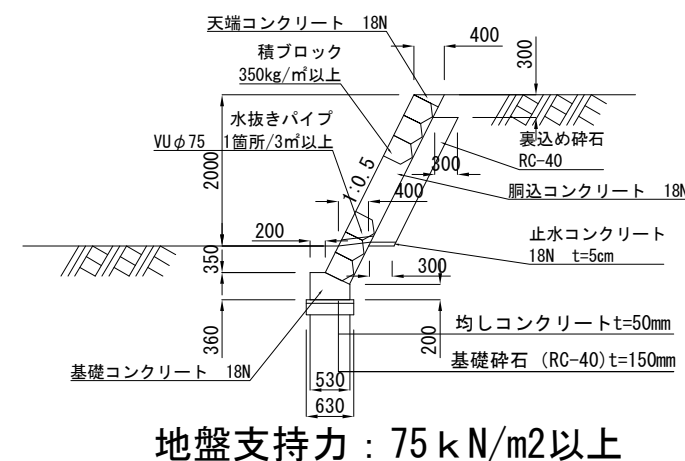 天端コンクリート 18N
400
300
積ブロック
350kg/㎡以上
水抜きパイプ
VUφ75 1箇所/3㎡以上
裏込め砕石
RC-40
300
2000
1:0.5
400
胴込コンクリート 18N
200
止水コンクリート
18N t=5cm
350
300
360
200
均しコンクリートt=50mm
基礎砕石 (RC-40)t=150mm
基礎コンクリート 18N
530
630
地盤支持力：75ｋN/m2以上